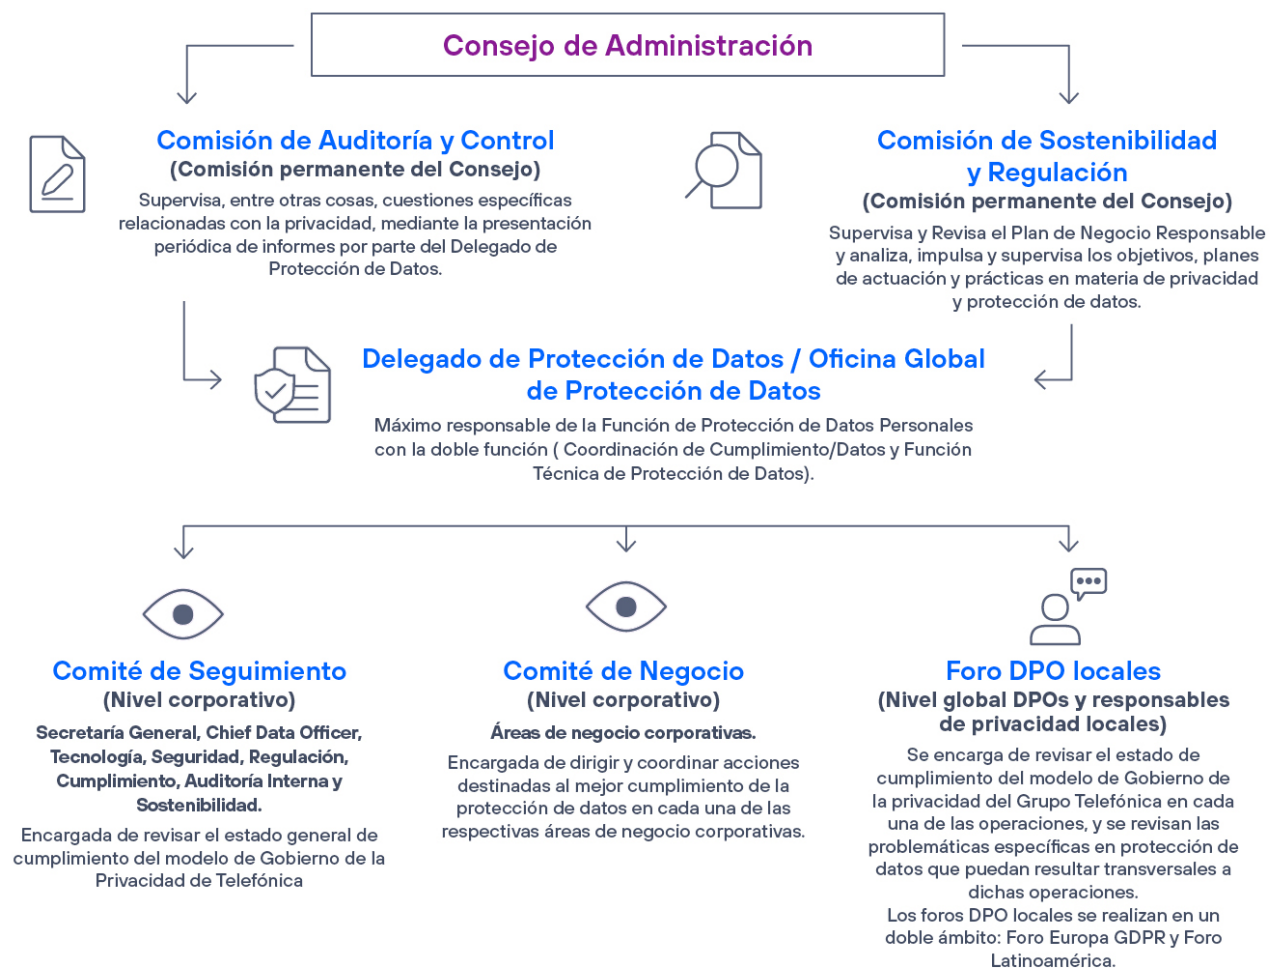 Consejo de Administración
Comisión de Auditoría y Control
(Comisión permanente del Consejo)
Supervisa, entre otras cosas, cuestiones específicas
relacionadas con la privacidad, mediante la presentación
periódica de informes por parte del Delegado de
Protección de Datos.
Comisión de Sostenibilidad
y Regulación
(Comisión permanente del Consejo)
Supervisa y Revisa el Plan de Negocio Responsable
y analiza, impulsa y supervisa los objetivos, planes
de actuación y prácticas en materia de privacidad
y protección de datos.
Delegado de Protección de Datos / Oficina Global
de Protección de Datos
Máximo responsable de la Función de Protección de Datos Personales
con la doble función ( Coordinación de Cumplimiento/Datos y Función
Técnica de Protección de Datos).
Comité de Seguimiento
(Nivel corporativo)
Secretaría General, Chief Data Officer,
Tecnología, Seguridad, Regulación,
Cumplimiento, Auditoría Interna y
Sostenibilidad.
Encargada de revisar el estado general de
cumplimiento del modelo de Gobierno de la
Privacidad de Telefónica
Comité de Negocio
(Nivel corporativo)
Áreas de negocio corporativas.
Encargada de dirigir y coordinar acciones
destinadas al mejor cumplimiento de la
protección de datos en cada una de las
respectivas áreas de negocio corporativas.
Foro DPO locales
(Nivel global DPOs y responsables
de privacidad locales)
Se encarga de revisar el estado de
cumplimiento del modelo de Gobierno de
la privacidad del Grupo Telefónica en cada
una de las operaciones, y se revisan las
problemáticas específicas en protección de
datos que puedan resultar transversales a
dichas operaciones.
Los foros DPO locales se realizan en un
doble ámbito: Foro Europa GDPR y Foro
Latinoamérica.